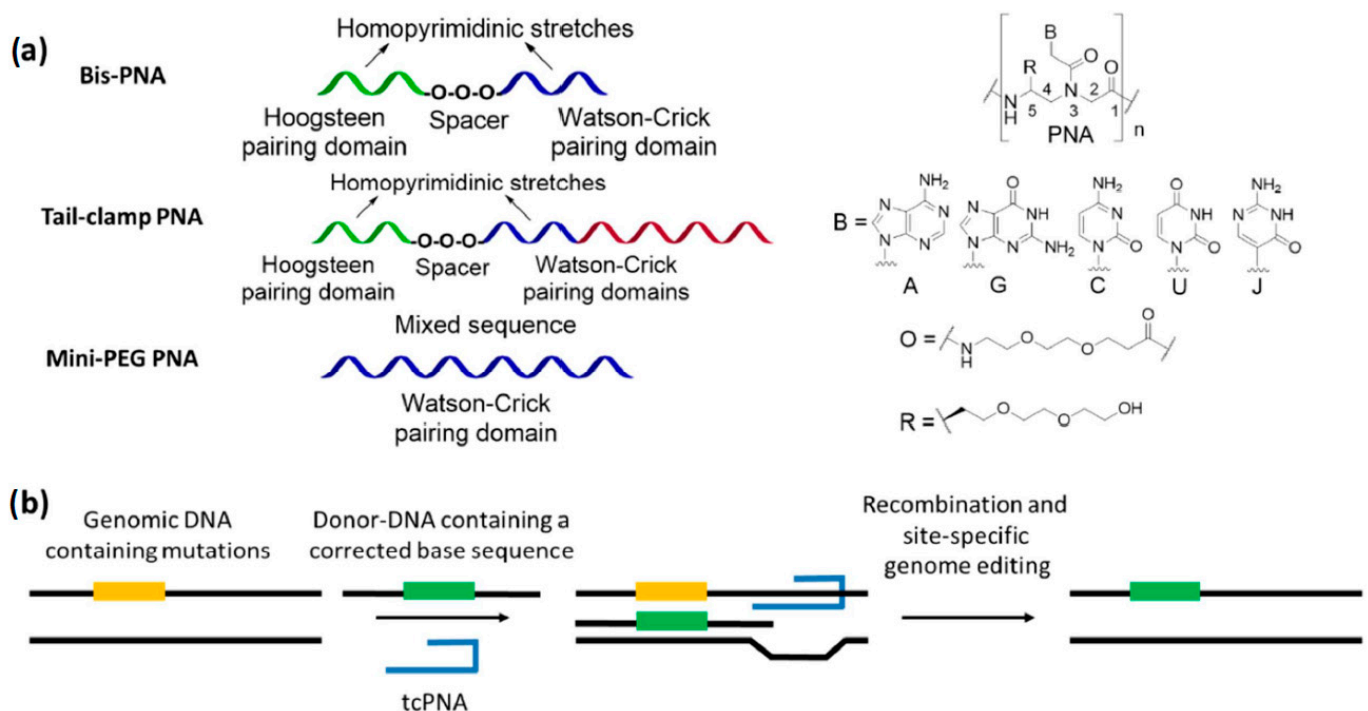 (a)
Bis-PNA
Homopyrimidinic stretches
-O-O-O-
Hoogsteen
pairing domain
Spacer
Watson-Crick
pairing domain
Tail-clamp PNA
Homopyrimidinic stretches
-O-O-O-
Hoogsteen
pairing domain
Spacer
Watson-Crick
pairing domains
Mini-PEG PNA
Mixed sequence
Watson-Crick
pairing domain
B
O
R
4
N
2
O
N
H
5
3
1
PNA
n
B =
NH2
N
N
N
N
A
O
N
NH
N
N
NH2
G
NH2
N
N
O
C
O
NH
N
O
U
NH2
N
NH
O
J
O =
N
H
O
O
O
R =
O
O
OH
(b)
Genomic DNA
containing mutations
Donor-DNA containing a
corrected base sequence
tcPNA
Recombination and
site-specific
genome editing